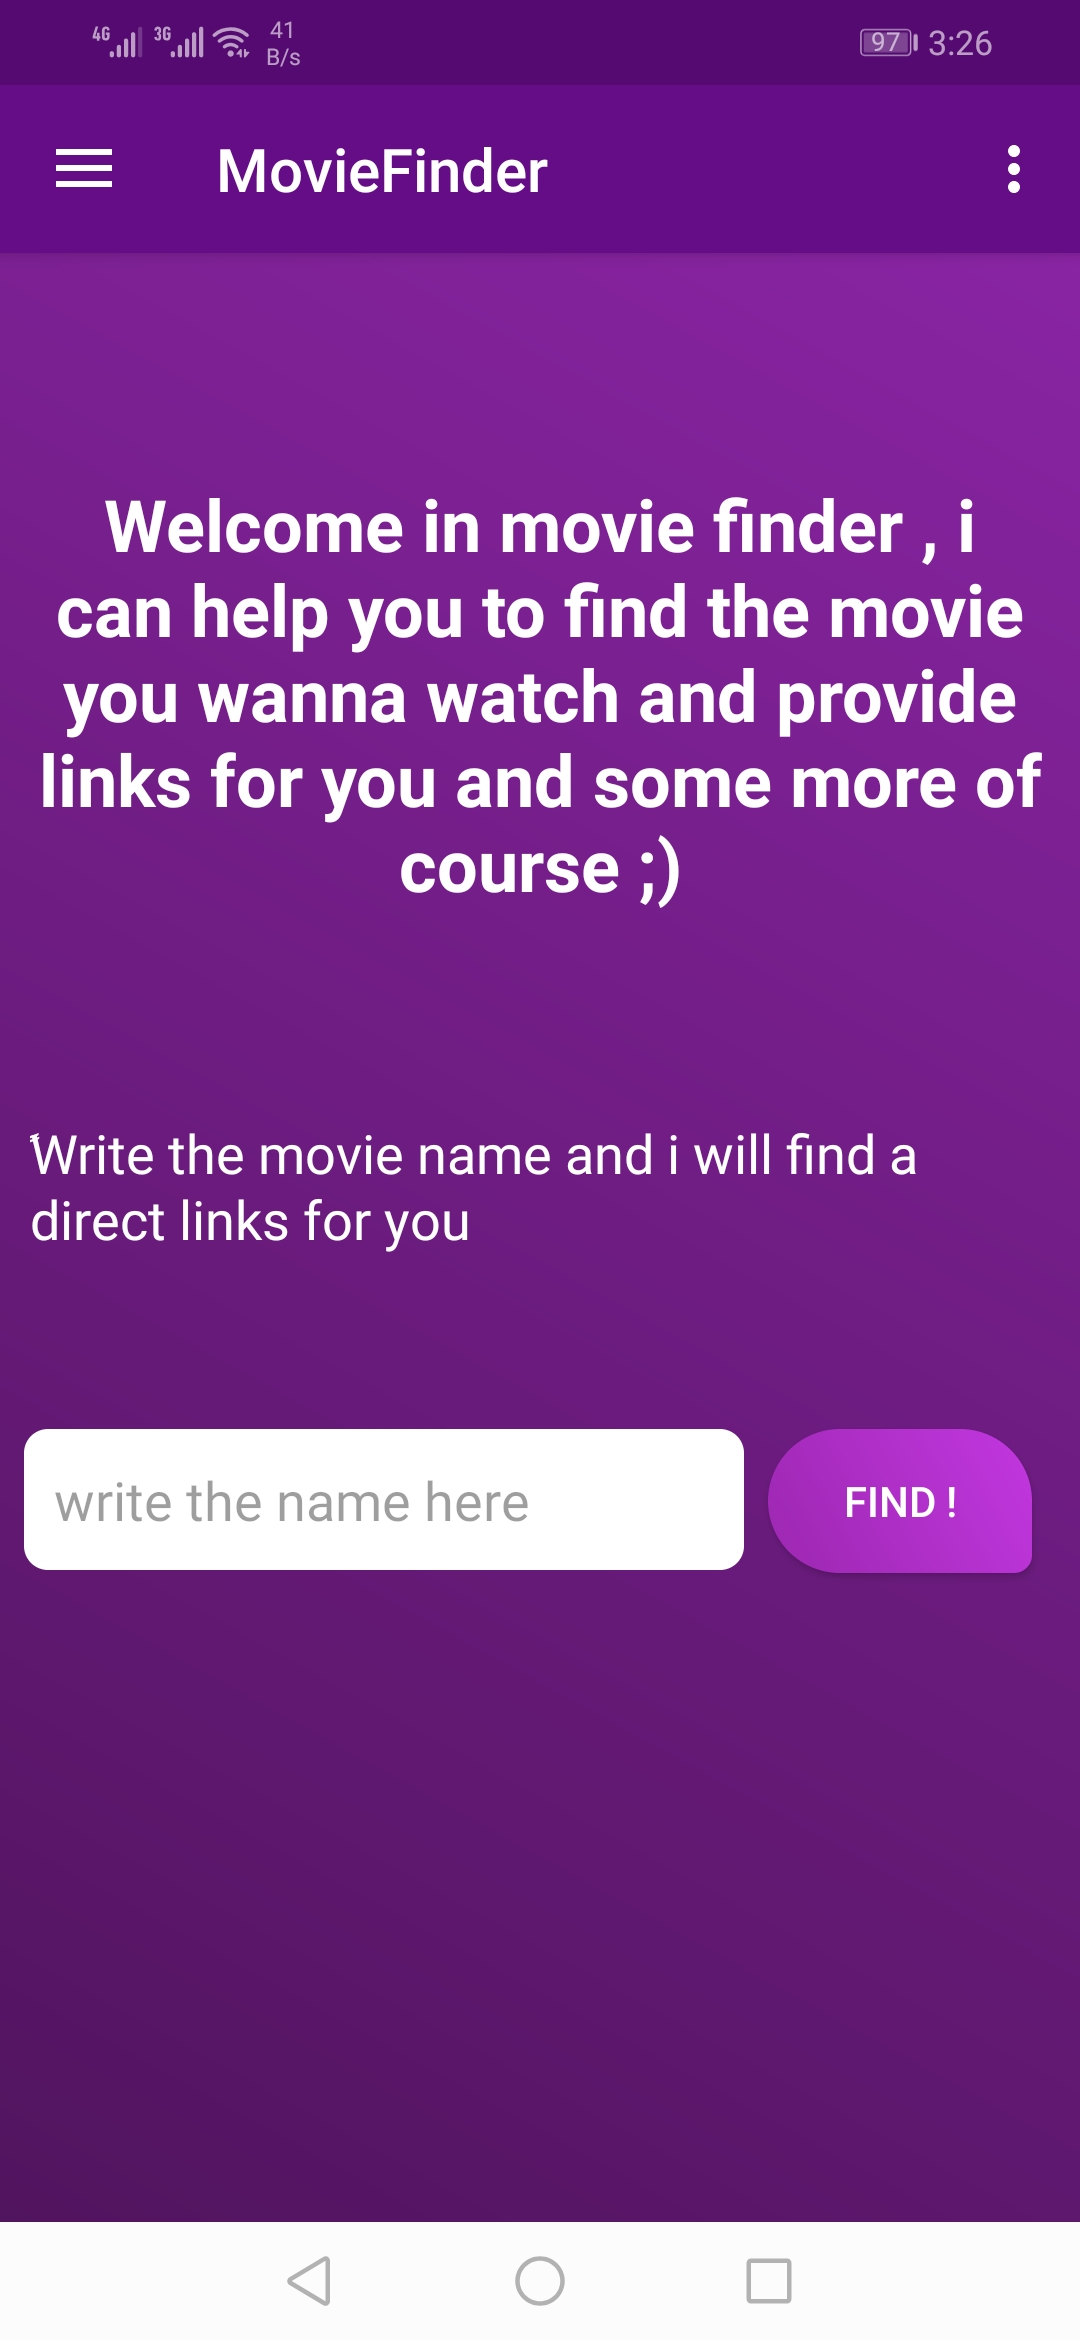 4G 3G 41
B/s
97 3:26
MovieFinder
Welcome in movie finder , i
can help you to find the movie
you wanna watch and provide
links for you and some more of
course ;)
Write the movie name and i will find a
direct links for you
write the name here
FIND !